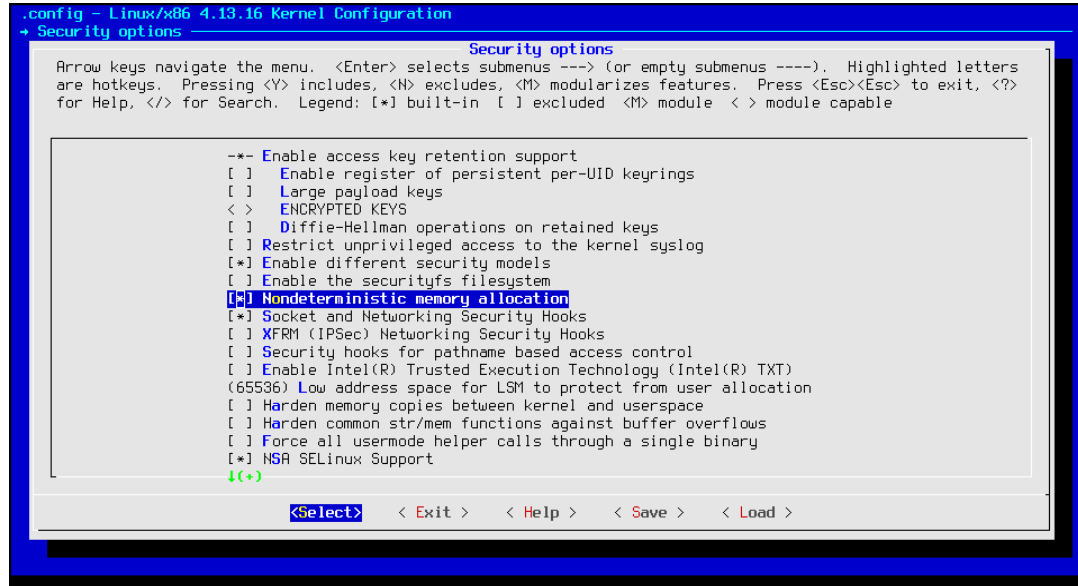 .config - Linux/x86 4.13.16 Kernel Configuration
→ Security options
Security options
Arrow keys navigate the menu.  <Enter> selects submenus ---> (or empty submenus ----).  Highlighted letters
are hotkeys.  Pressing <Y> includes, <N> excludes, <M> modularizes features.  Press <Esc><Esc> to exit, <?>
for Help, </> for Search.  Legend: [*] built-in  [ ] excluded  <M> module  < > module capable
-*- Enable access key retention support
[ ]   Enable register of persistent per-UID keyrings
[ ]   Large payload keys
< >   ENCRYPTED KEYS
[ ]   Diffie-Hellman operations on retained keys
[ ] Restrict unprivileged access to the kernel syslog
[*] Enable different security models
[ ] Enable the securityfs filesystem
[*] Nondeterministic memory allocation
[*] Socket and Networking Security Hooks
[ ] XFRM (IPSec) Networking Security Hooks
[ ] Security hooks for pathname based access control
[ ] Enable Intel(R) Trusted Execution Technology (Intel(R) TXT)
(65536) Low address space for LSM to protect from user allocation
[ ] Harden memory copies between kernel and userspace
[ ] Harden common str/mem functions against buffer overflows
[ ] Force all usermode helper calls through a single binary
[*] NSA SELinux Support
↓(+)
<Select>    < Exit >    < Help >    < Save >    < Load >